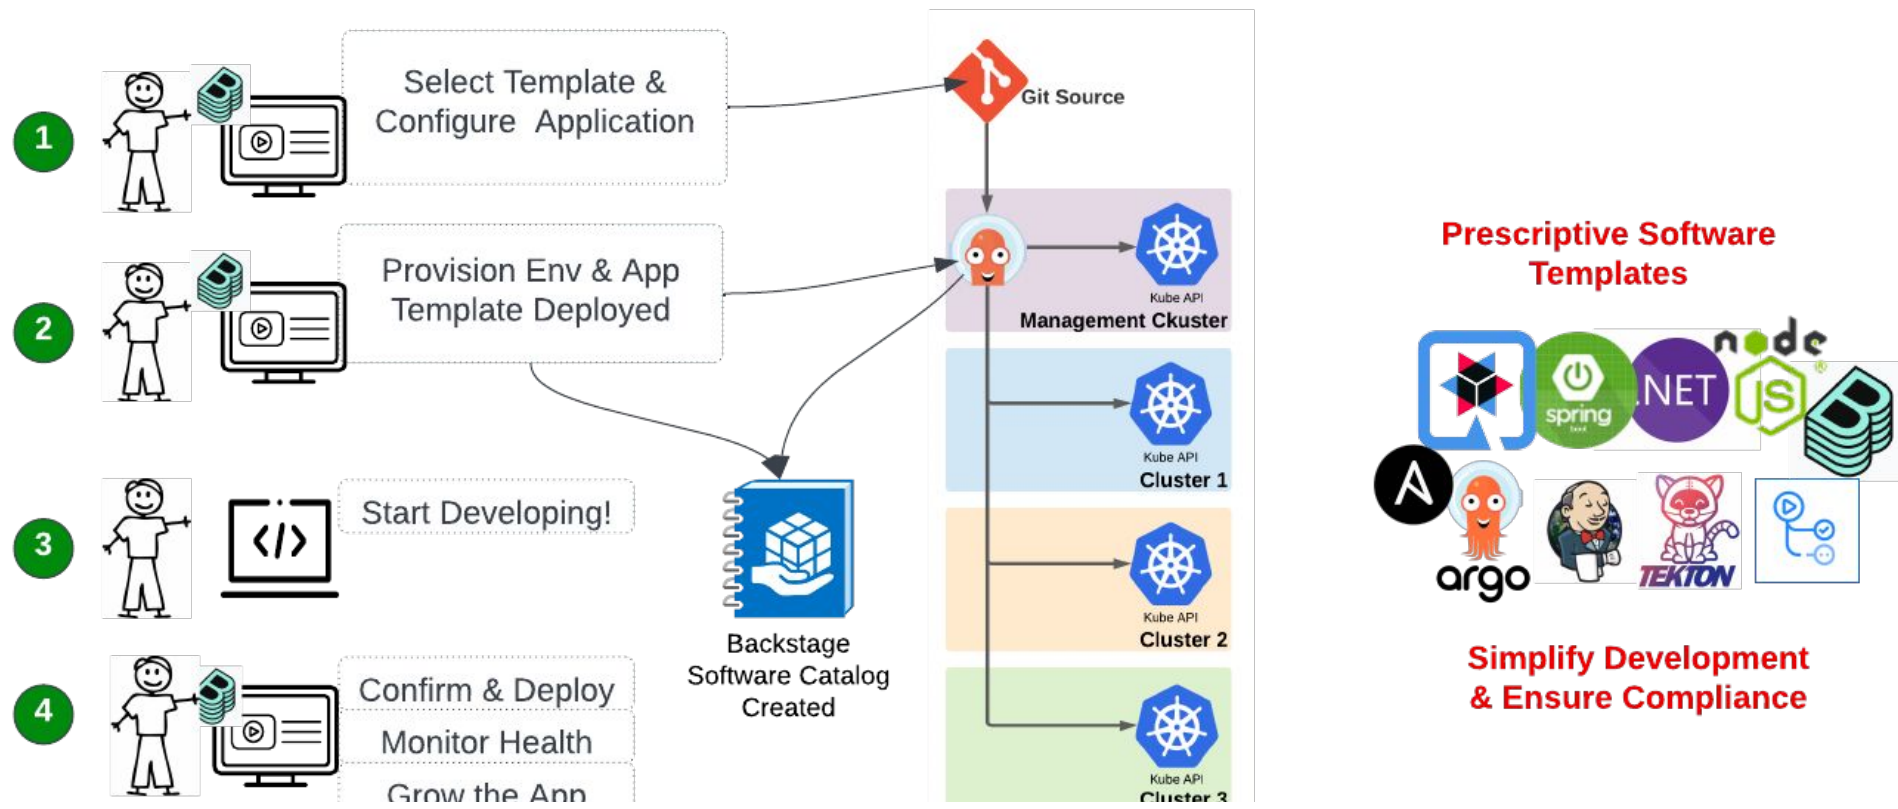 1
Select Template &
Configure Application
Git Source
2
Provision Env & App
Template Deployed
Kube API
Management Ckuster
Kube API
Cluster 1
3
Start Developing!
Backstage
Software Catalog
Created
Kube API
Cluster 2
4
Confirm & Deploy
Monitor Health
Grow the App
Kube API
Cluster 3
Prescriptive Software
Templates
spring
boot
.NET
node
JS
®
argo
TEKTON
Simplify Development
& Ensure Compliance